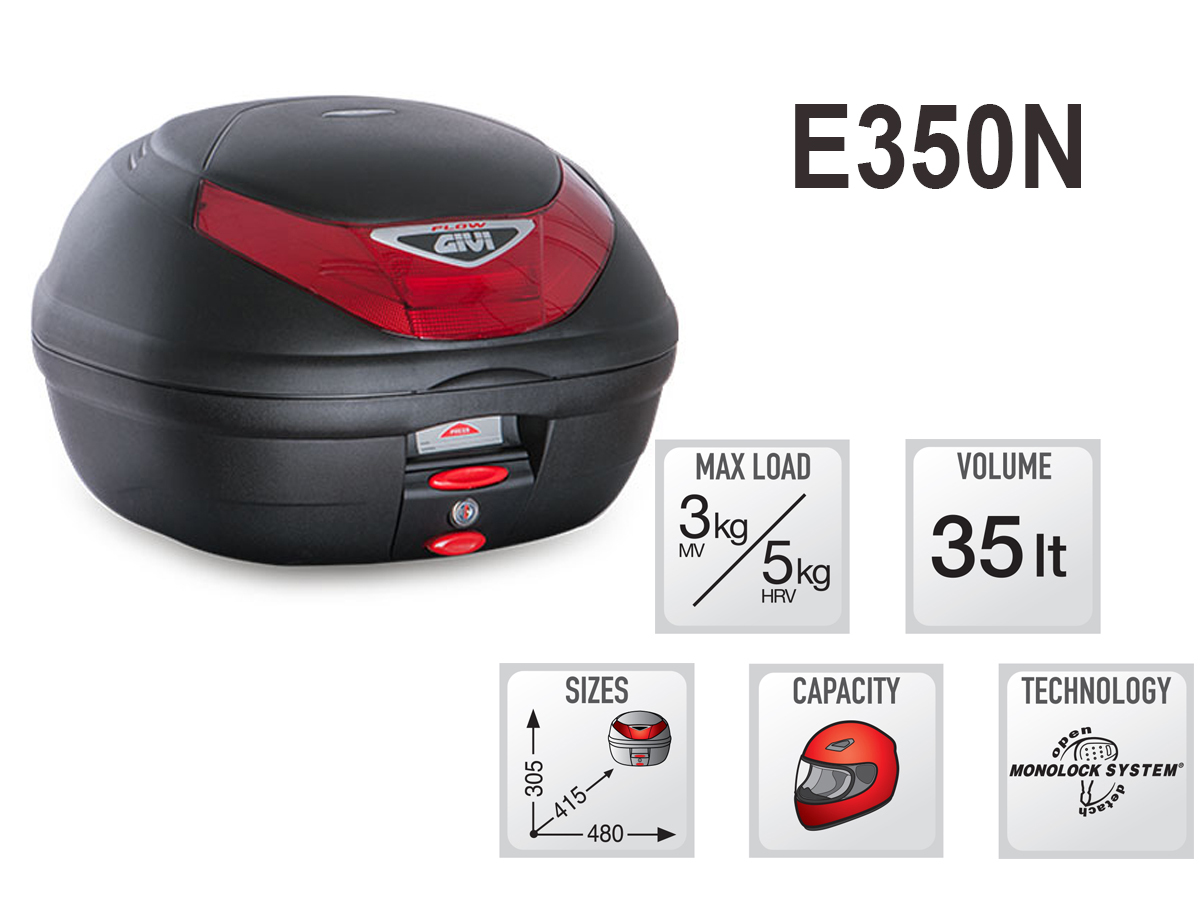 E350N
FLOW
GIVI
PRESS
MAX LOAD
3kg
MV
5kg
HRV
VOLUME
35 lt
SIZES
305
415
480
CAPACITY
TECHNOLOGY
open
MONOLOCK SYSTEM®
detach